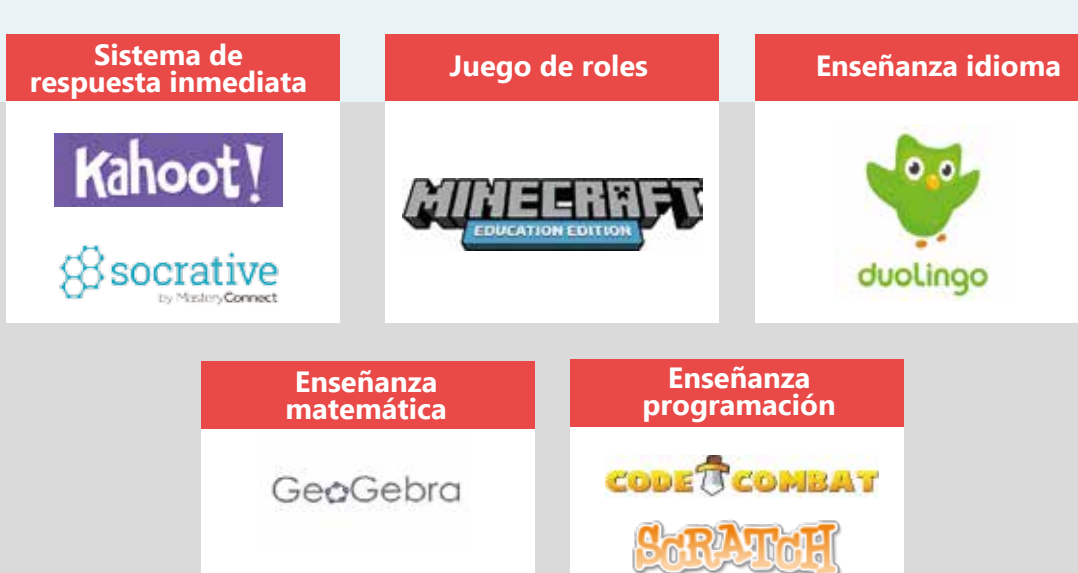 Sistema de
respuesta inmediata
Kahoot!
socrative
by MasteryConnect
Juego de roles
MINECRAFT
EDUCATION EDITION
Enseñanza idioma
duolingo
Enseñanza
matemática
GeoGebra
Enseñanza
programación
CODE COMBAT
SCRATCH